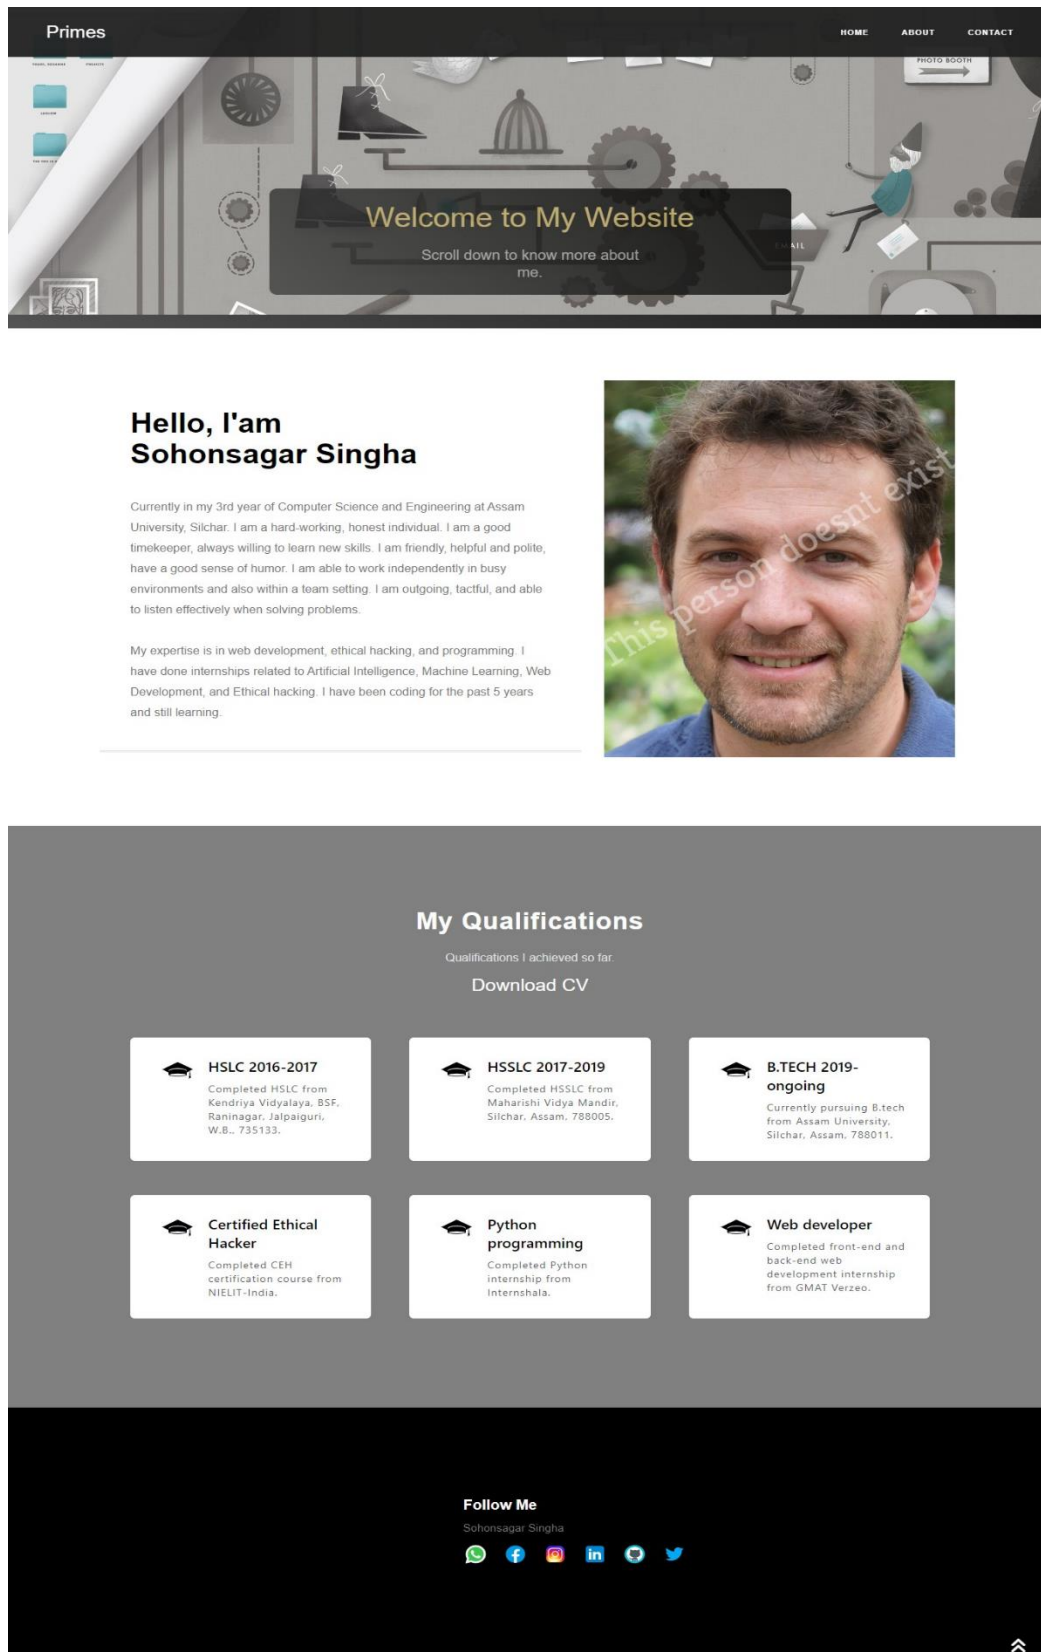 Primes
HOME ABOUT CONTACT
PHOTO BOOTH
Welcome to My Website
EMAIL
Scroll down to know more about
me.
Hello, I'am
Sohonsagar Singha
Currently in my 3rd year of Computer Science and Engineering at Assam
University, Silchar. I am a hard-working, honest individual. I am a good
timekeeper, always willing to learn new skills. I am friendly, helpful and polite,
have a good sense of humor. I am able to work independently in busy
environments and also within a team setting. I am outgoing, tactful, and able
to listen effectively when solving problems.
My expertise is in web development, ethical hacking, and programming. I
have done internships related to Artificial Intelligence, Machine Learning, Web
Development, and Ethical hacking. I have been coding for the past 5 years
and still learning.
This person doesnt exist
My Qualifications
Qualifications I achieved so far.
Download CV
HSLC 2016-2017
Completed HSLC from
Kendriya Vidyalaya, BSF,
Raninagar, Jalpaiguri,
W.B., 735133.
HSSLC 2017-2019
Completed HSSLC from
Maharishi Vidya Mandir,
Silchar, Assam, 788005.
B.TECH 2019-
ongoing
Currently pursuing B.tech
from Assam University,
Silchar, Assam, 788011.
Certified Ethical
Hacker
Completed CEH
certification course from
NIELIT-India.
Python
programming
Completed Python
internship from
Internshala.
Web developer
Completed front-end and
back-end web
development internship
from GMAT Verzeo.
Follow Me
Sohonsagar Singha
in